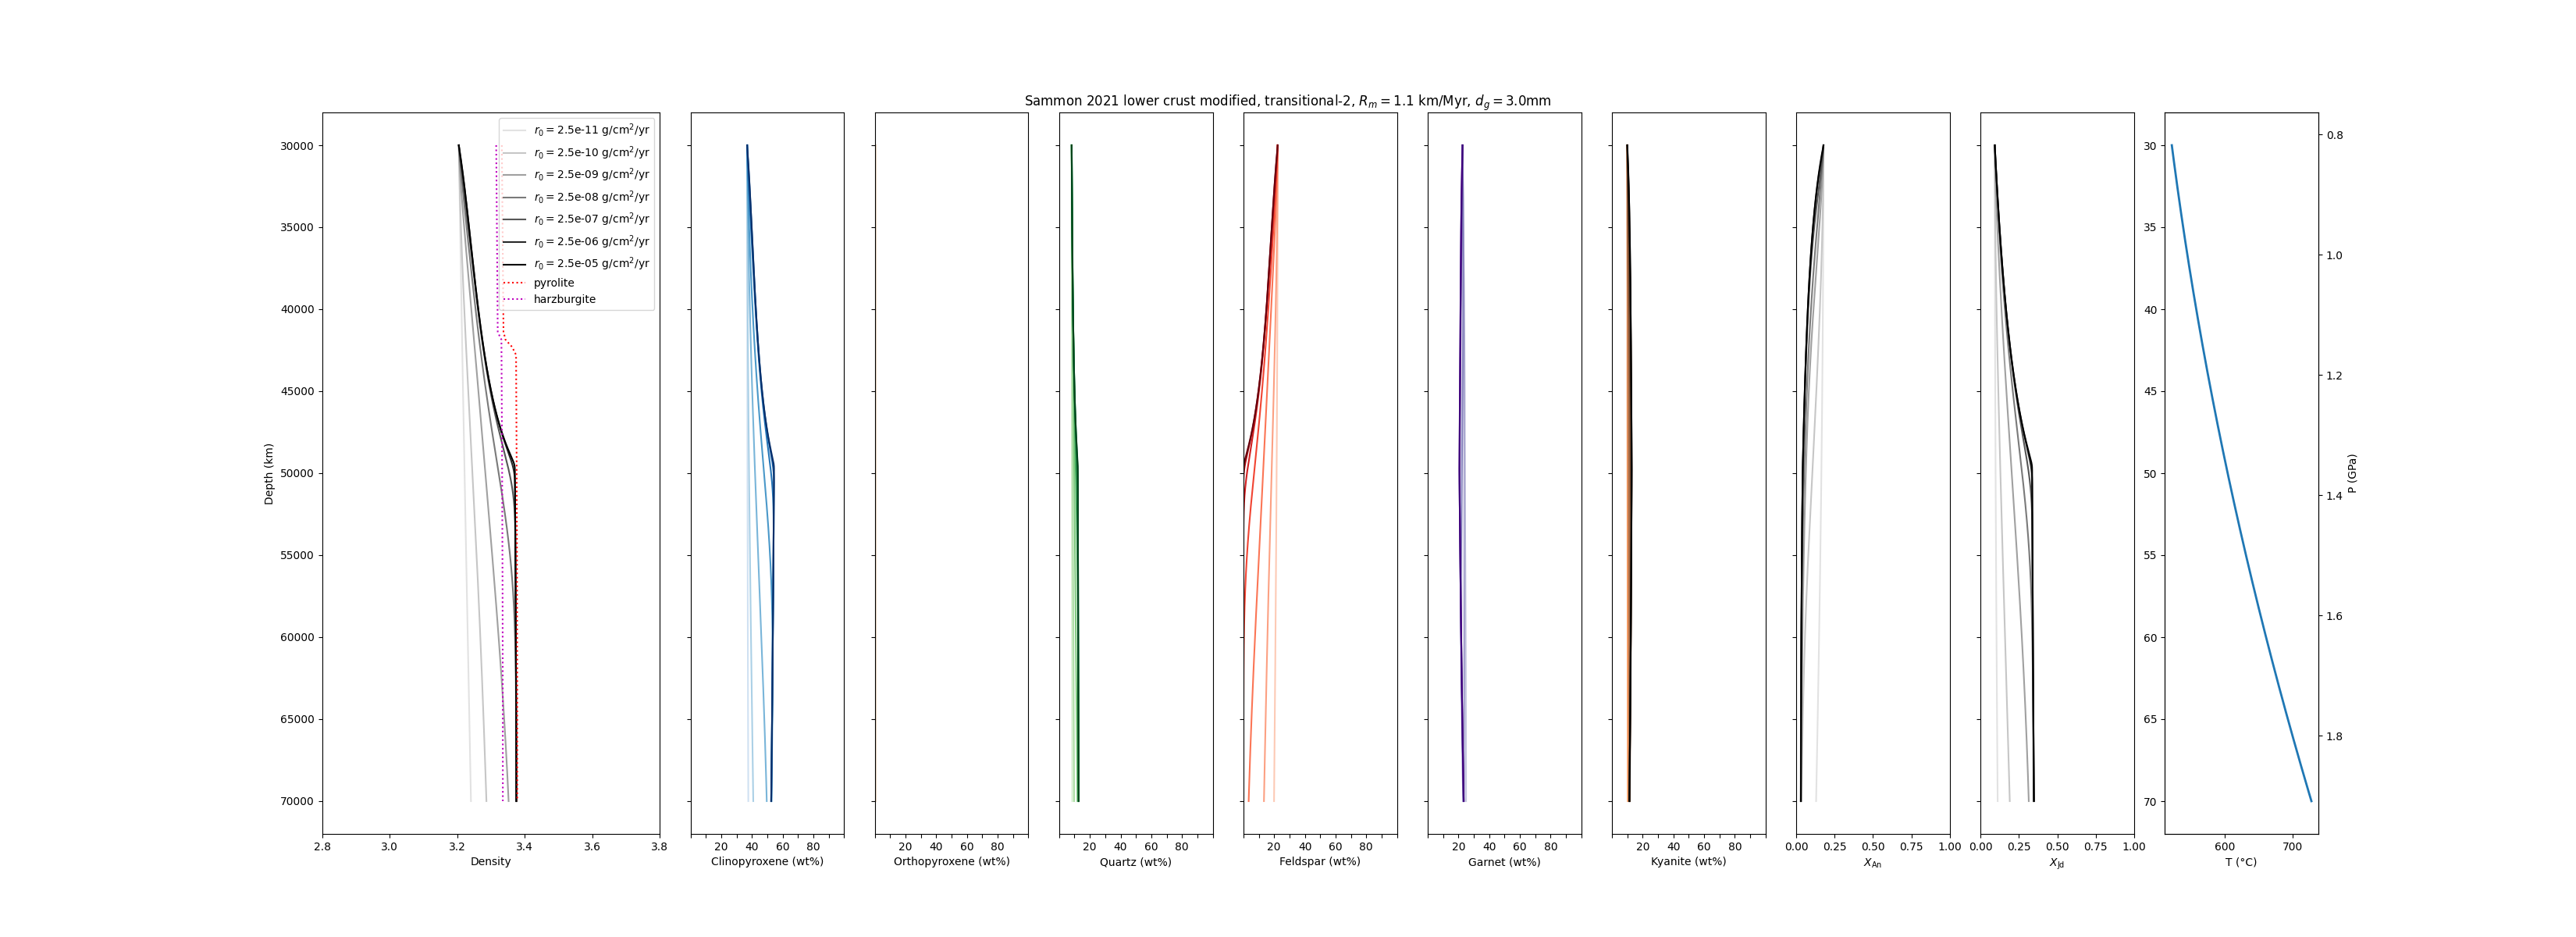 Sammon 2021 lower crust modified, transitional-2, $R_m = 1.1$ km/Myr, $d_g = 3.0$mm
$r_0 = 2.5$e-11 g/cm$^2$/yr
$r_0 = 2.5$e-10 g/cm$^2$/yr
$r_0 = 2.5$e-09 g/cm$^2$/yr
$r_0 = 2.5$e-08 g/cm$^2$/yr
$r_0 = 2.5$e-07 g/cm$^2$/yr
$r_0 = 2.5$e-06 g/cm$^2$/yr
$r_0 = 2.5$e-05 g/cm$^2$/yr
pyrolite
harzburgite
Depth (km)
30000
35000
40000
45000
50000
55000
60000
65000
70000
2.8 3.0 3.2 3.4 3.6 3.8
Density
20 40 60 80
Clinopyroxene (wt%)
20 40 60 80
Orthopyroxene (wt%)
20 40 60 80
Quartz (wt%)
20 40 60 80
Feldspar (wt%)
20 40 60 80
Garnet (wt%)
20 40 60 80
Kyanite (wt%)
0.00 0.25 0.50 0.75 1.00
$X_{An}$
0.00 0.25 0.50 0.75 1.00
$X_{Jd}$
30
35
40
45
50
55
60
65
70
600 700
T (°C)
0.8
1.0
1.2
1.4
1.6
1.8
P (GPa)